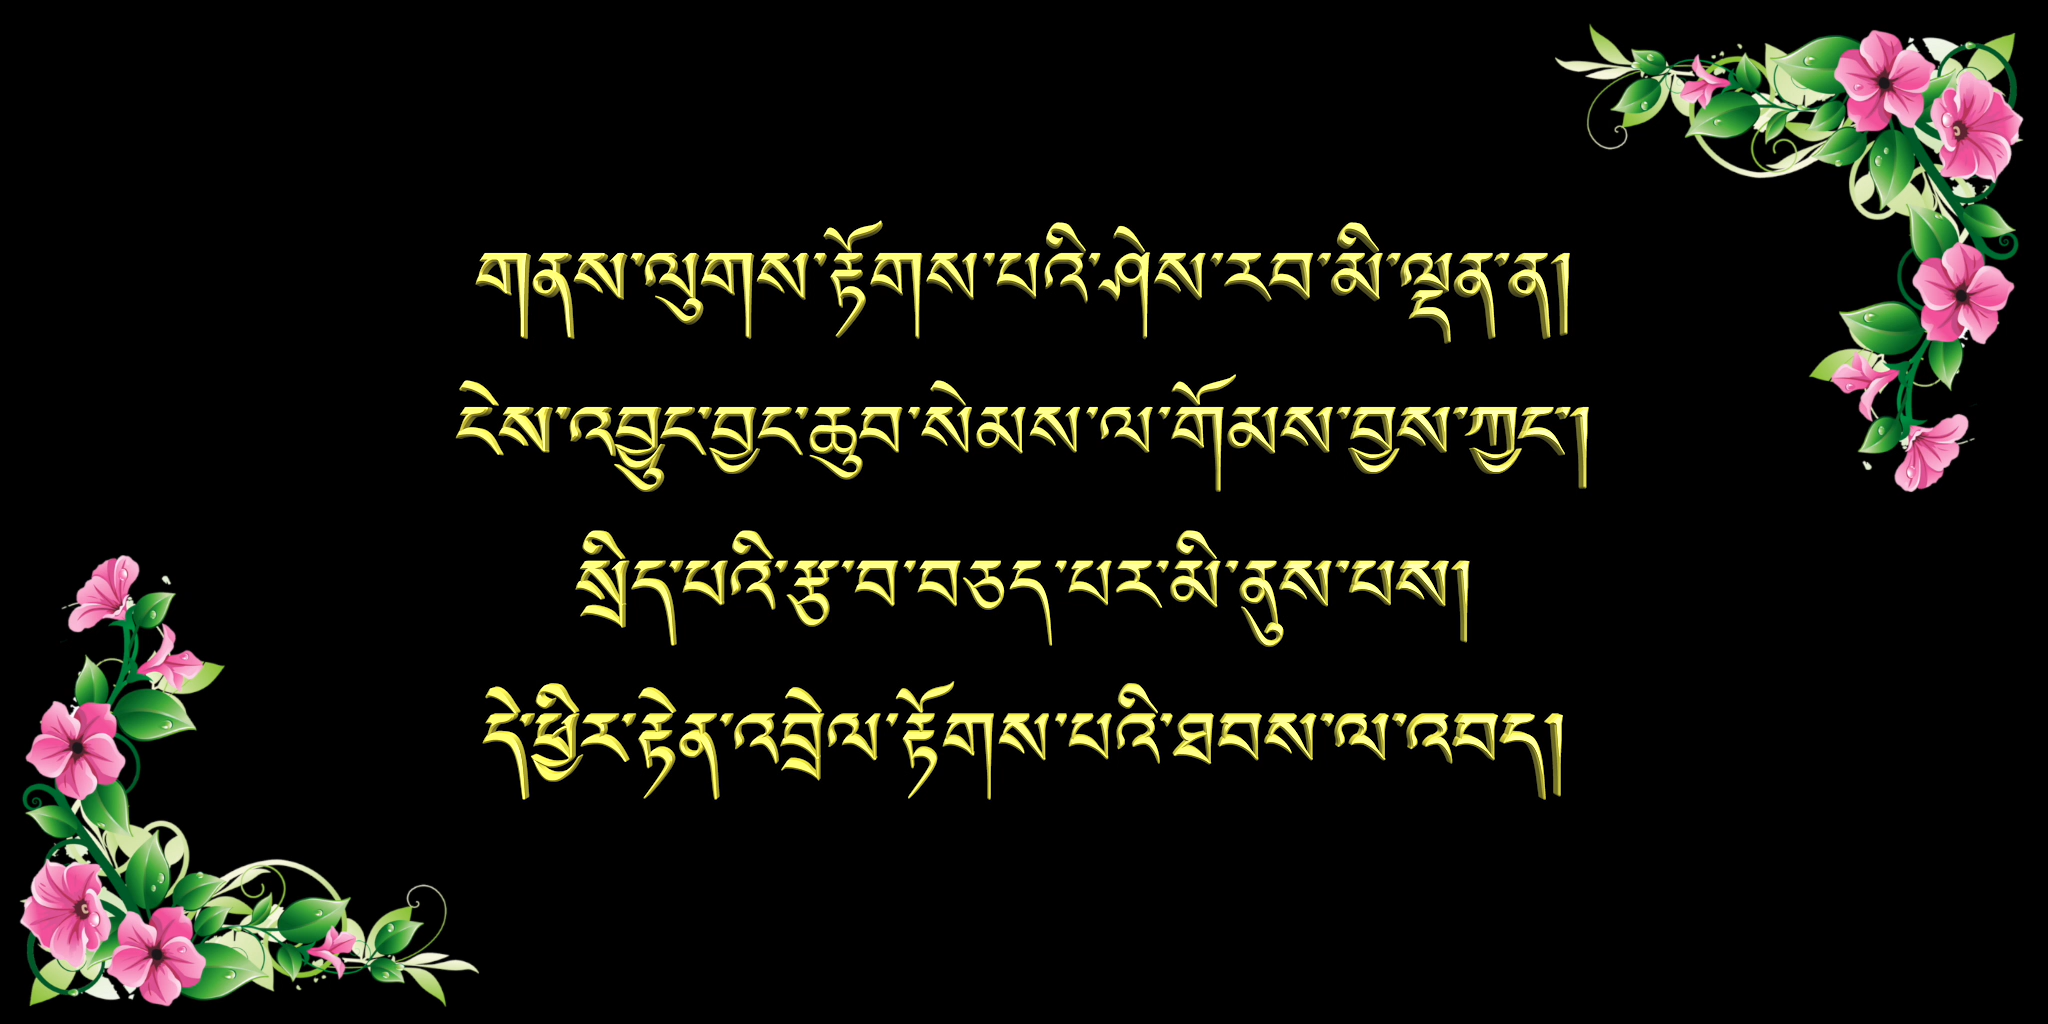 གནས་ལུགས་རྟོགས་པའི་ཤེས་རབ་མི་ལྡན་ན།
ངེས་འབྱུང་བྱང་ཆུབ་སེམས་ལ་གོམས་བྱས་ཀྱང་།
སྲིད་པའི་རྩ་བ་བཅད་པར་མི་ནུས་པས།
དེ་ཕྱིར་རྟེན་འབྲེལ་རྟོགས་པའི་ཐབས་ལ་འབད།